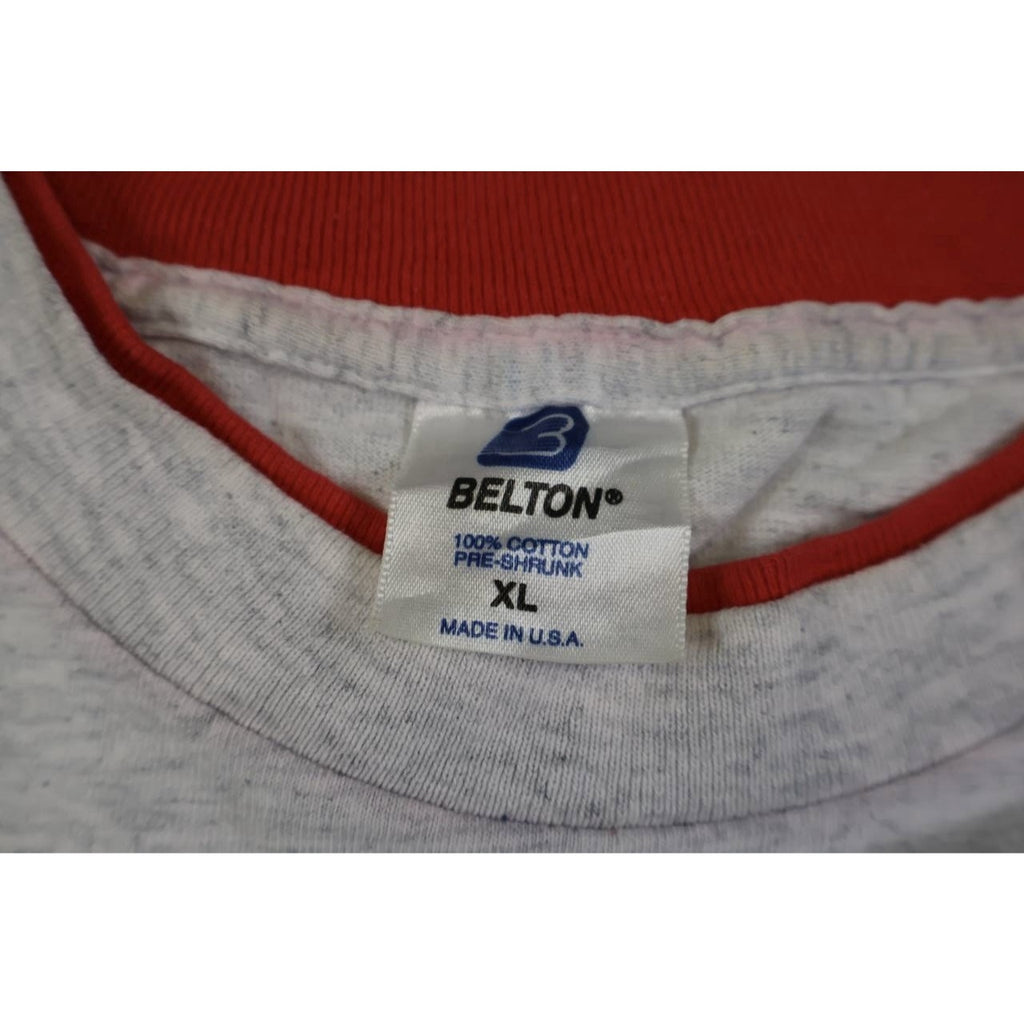 BELTON®
100% COTTON
PRE-SHRUNK
XL
MADE IN U.S.A.